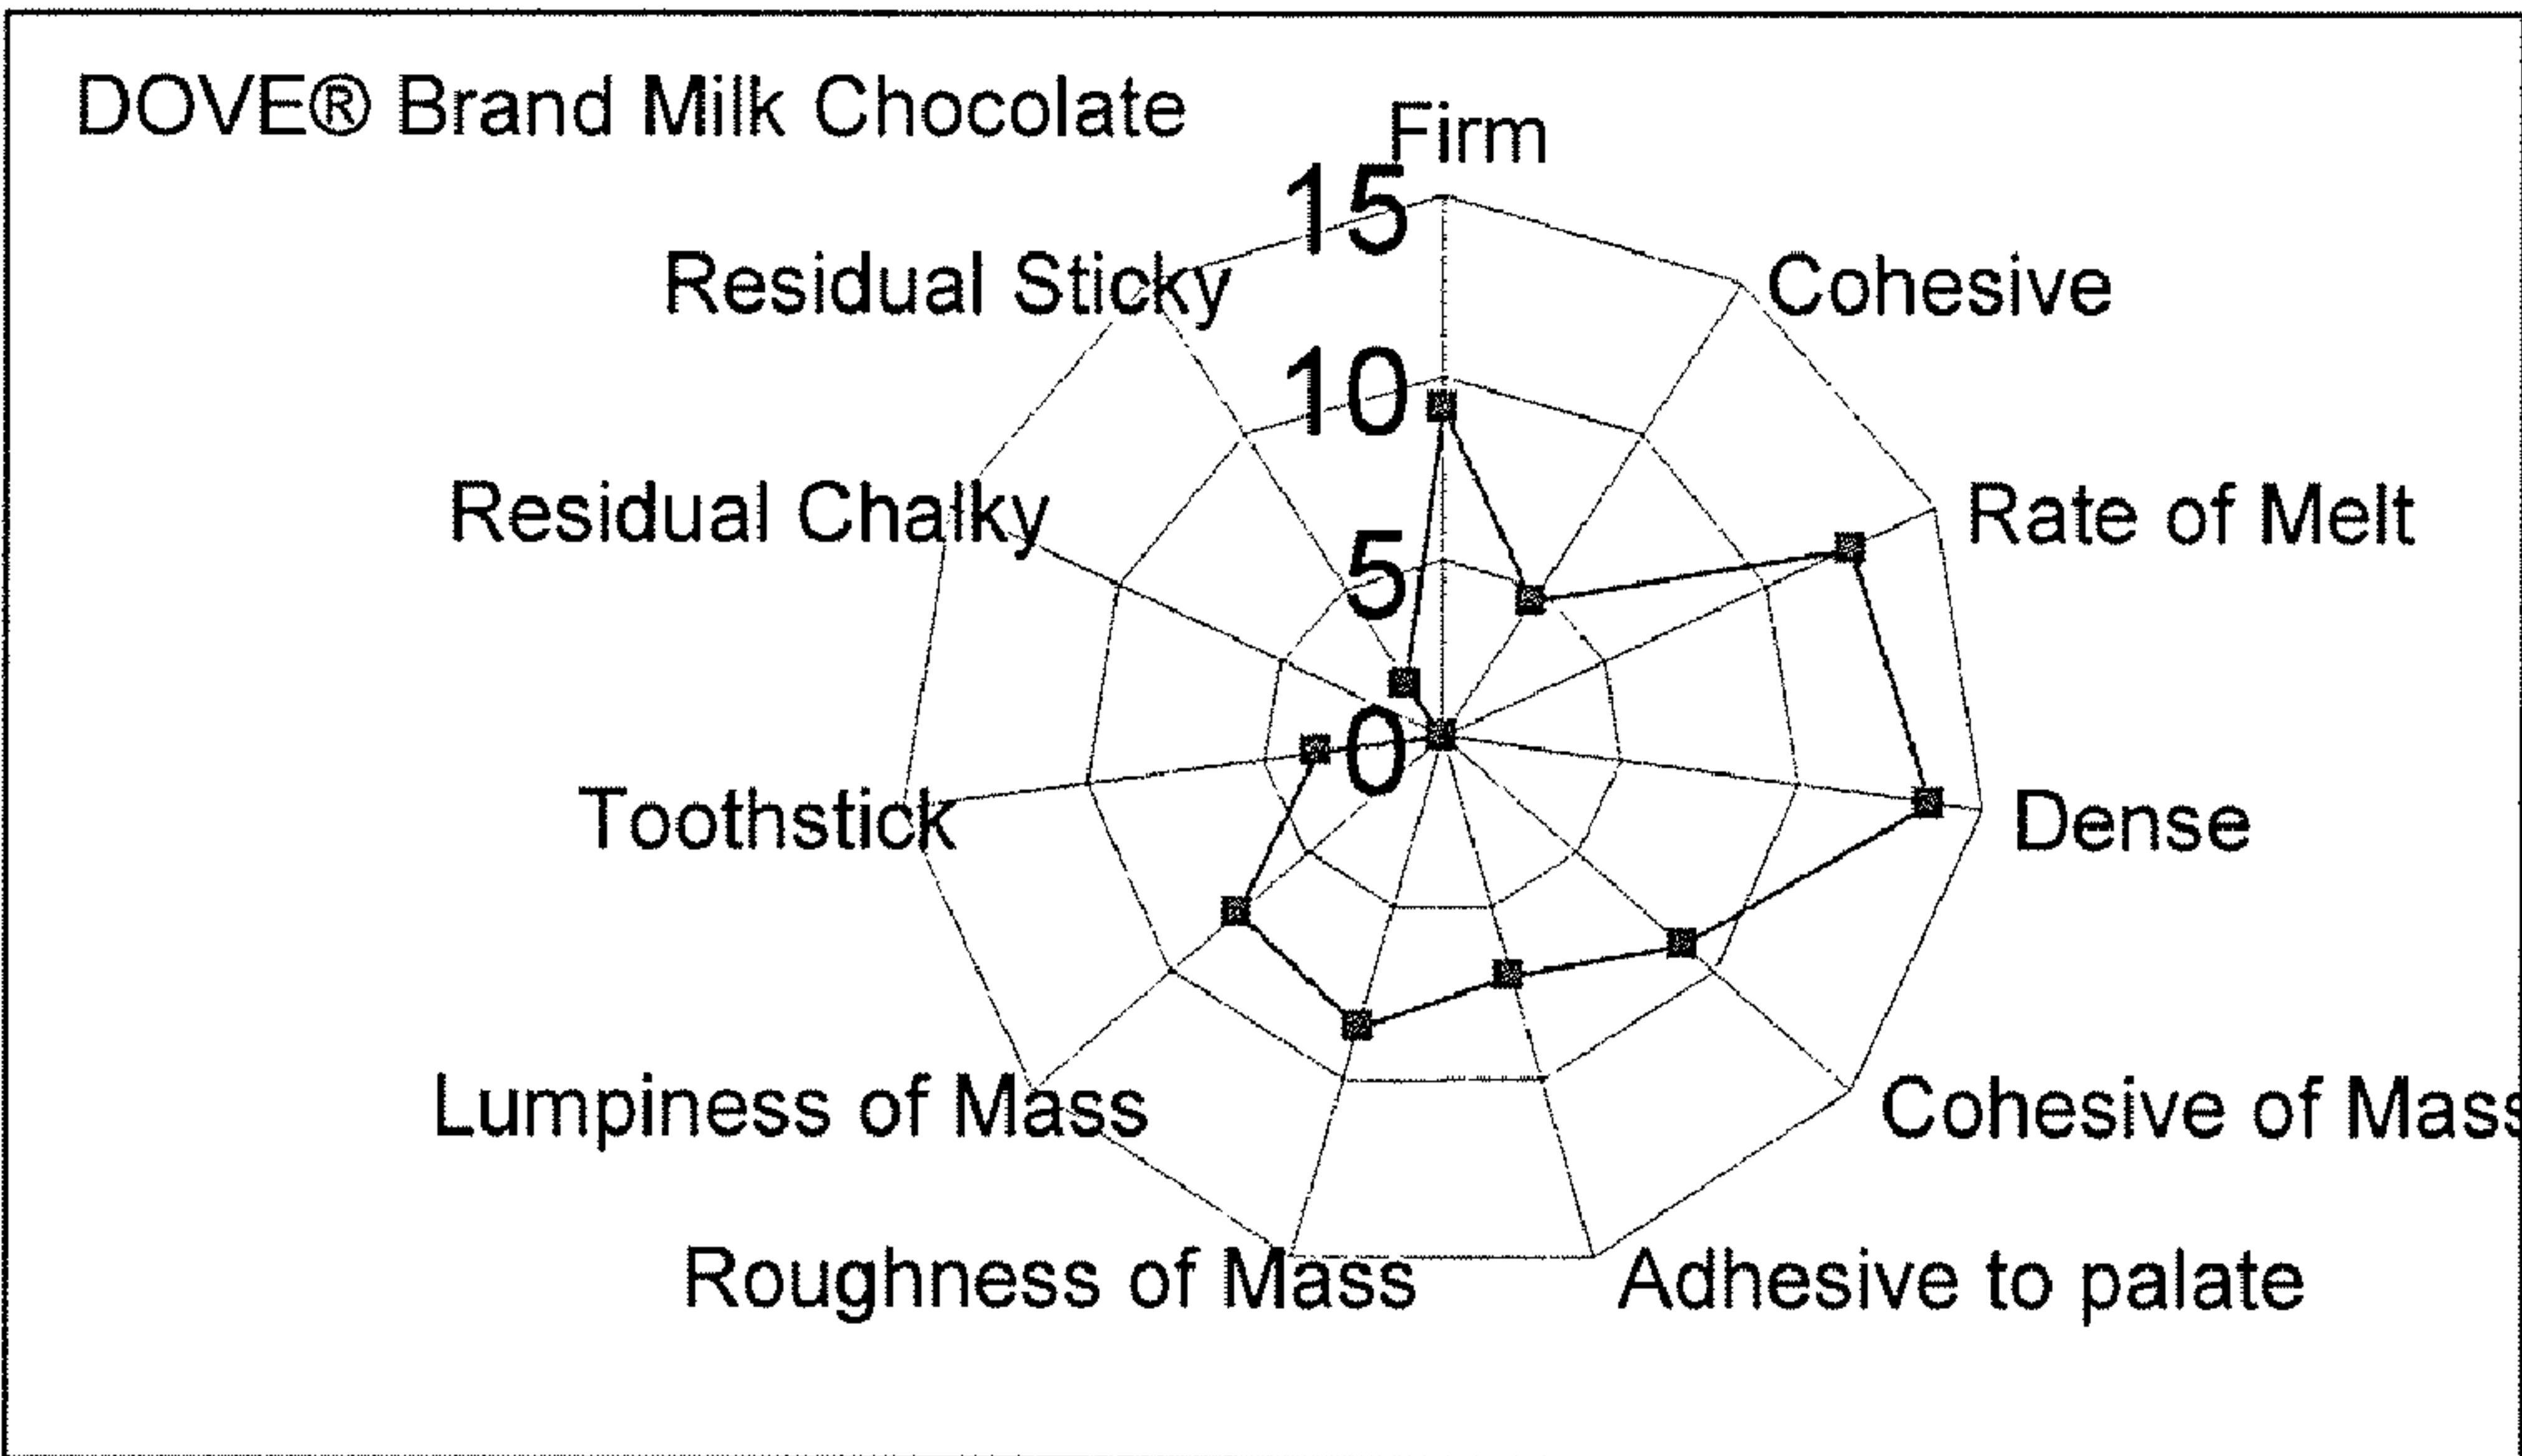 DOVE® Brand Milk Chocolate
Firm
15
Residual Sticky
Cohesive
10
Residual Chalky
Rate of Melt
5
0
Toothstick
Dense
Lumpiness of Mass
Cohesive of Mass
Roughness of Mass
Adhesive to palate